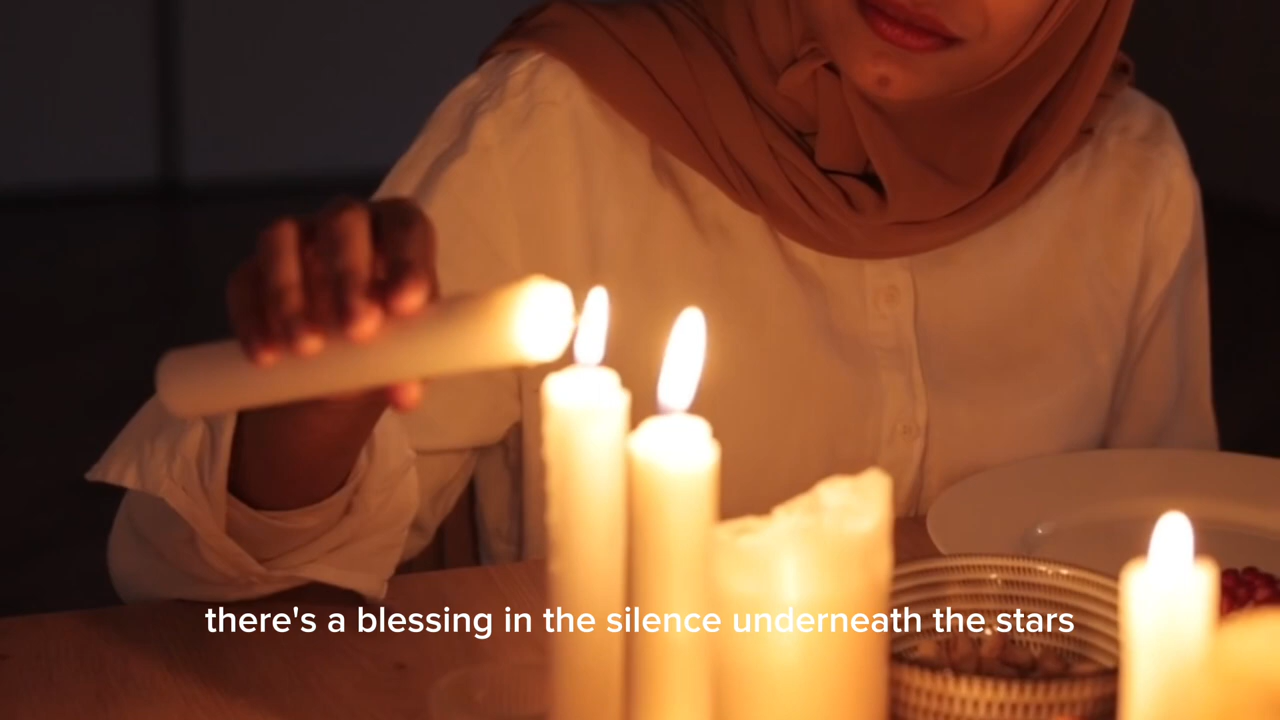 there's a blessing in the silence underneath the stars